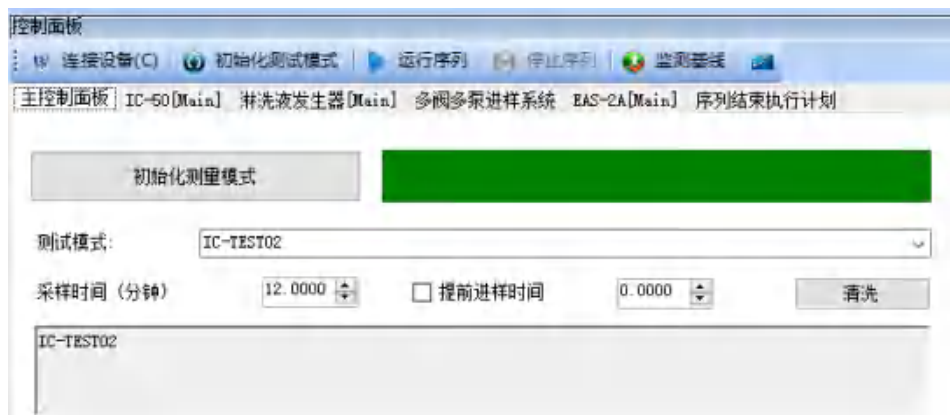 控制面板
连接设备(C) 初始化测试模式 运行序列 停止序列 监测基线
主控制面板 IC-50[Main] 淋洗液发生器[Main] 多阀多泵进样系统 EAS-2A[Main] 序列结束执行计划
初始化测量模式
测试模式: IC-TEST02
采样时间（分钟） 12.0000 提前进样时间 0.0000 清洗
IC-TEST02